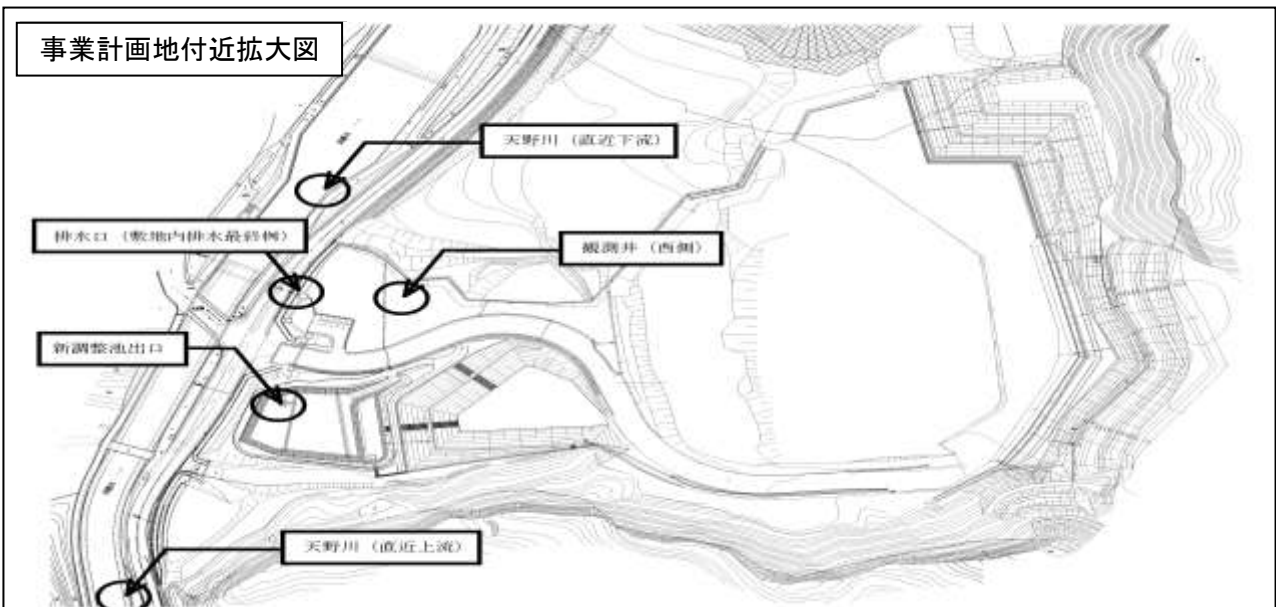 事業計画地付近拡大図
天野川（直近下流）
排水口（敷地内排水最終桝）
観測井（西側）
新調整池出口
天野川（直近上流）